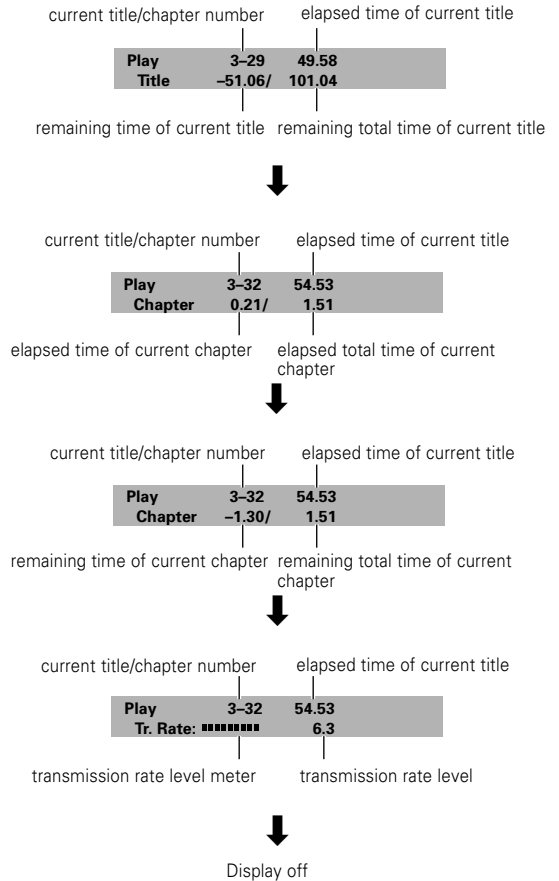 current title/chapter number elapsed time of current title
Play 3–29 49.58
Title –51.06/ 101.04
remaining time of current title remaining total time of current title
current title/chapter number elapsed time of current title
Play 3–32 54.53
Chapter 0.21/ 1.51
elapsed time of current chapter elapsed total time of current
chapter
current title/chapter number elapsed time of current title
Play 3–32 54.53
Chapter –1.30/ 1.51
remaining time of current chapter remaining total time of current
chapter
current title/chapter number elapsed time of current title
Play 3–32 54.53
Tr. Rate: 6.3
transmission rate level meter transmission rate level
Display off